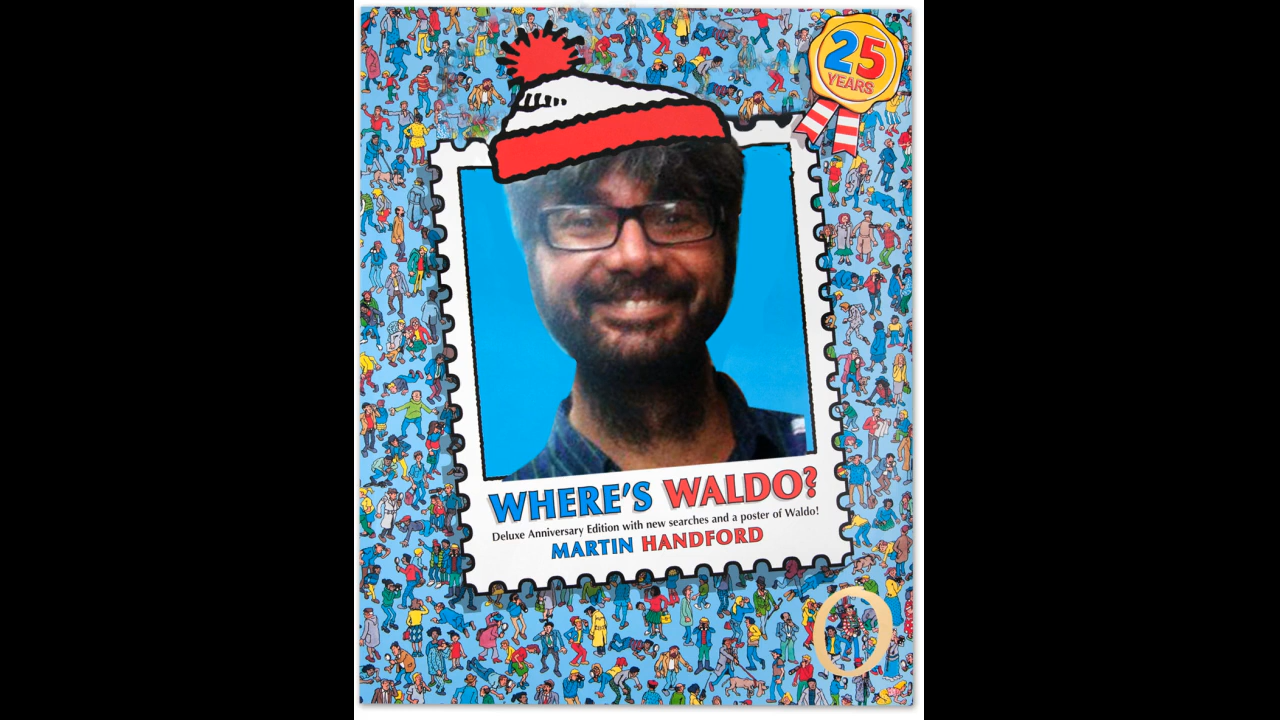 25
YEARS
WHERE'S WALDO?
Deluxe Anniversary Edition with new searches and a poster of Waldo!
MARTIN HANDFORD
O